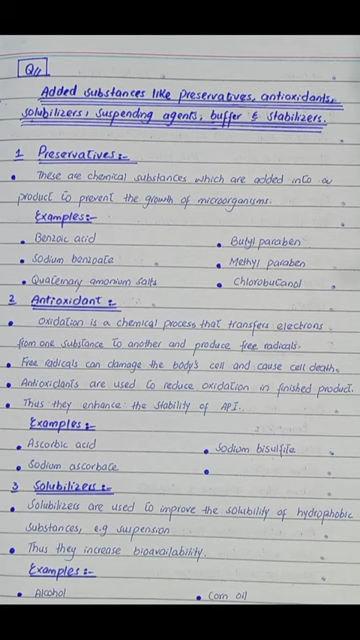 Q11
Added substances like preservatives, antioxidants,
solubilizers, suspending agents, buffer & stabilizers.
1 Preservatives:-
• These are chemical substances which are added into a
product to prevent the growth of microorganisms.
Examples:-
• Benzoic acid
• Butyl paraben
• Sodium benzoate
• Methyl paraben
• Quaternary amonium salts
• Chlorobutanol
2 Antioxidant:-
• Oxidation is a chemical process that transfers electrons
from one substance to another and produce free radicals.
• Free radicals can damage the body's cell and cause cell death.
• Antioxidants are used to reduce oxidation in finished product.
• Thus they enhance the stability of API.
Examples:-
• Ascorbic acid
• Sodium bisulfite
• Sodium ascorbate
•
3 Solubilizers:-
• Solubilizers are used to improve the solubility of hydrophobic
substances, e.g suspension
• Thus they increase bioavailability.
Examples:-
• Alcohol
• Corn oil